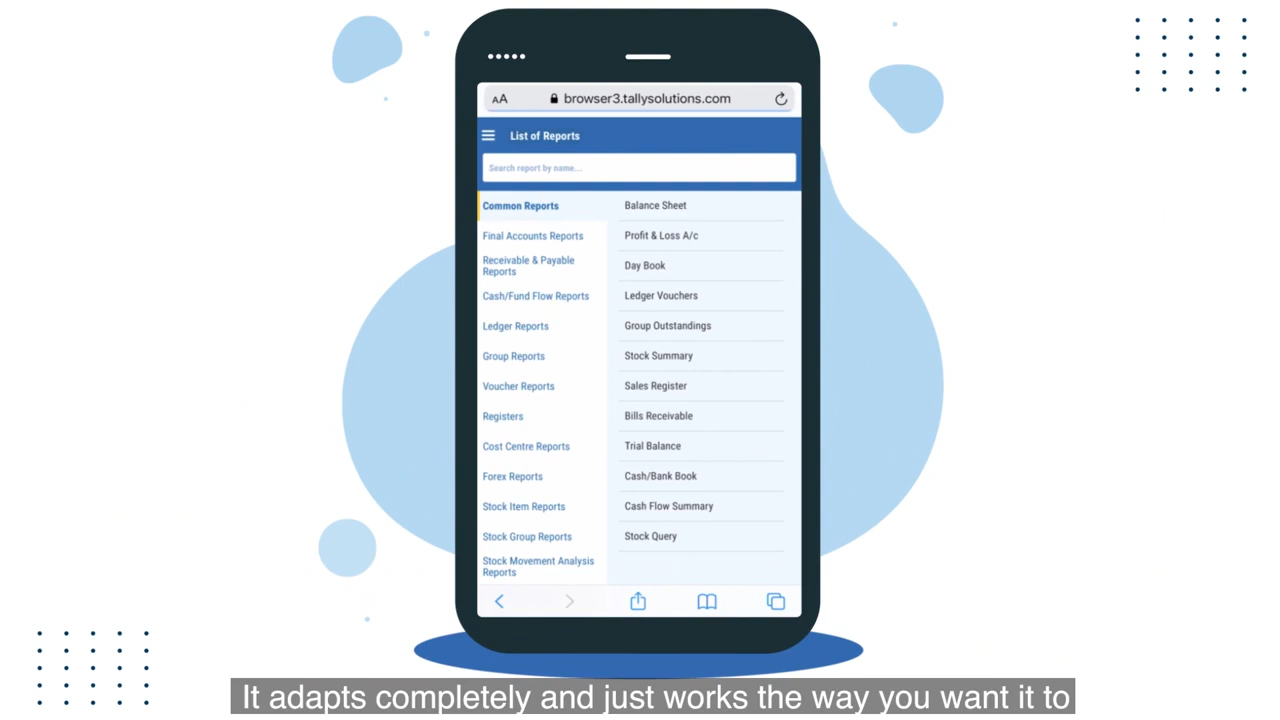 AA browser3.tallysolutions.com
List of Reports
Search report by name...
Common Reports
Final Accounts Reports
Receivable & Payable
Reports
Cash/Fund Flow Reports
Ledger Reports
Group Reports
Voucher Reports
Registers
Cost Centre Reports
Forex Reports
Stock Item Reports
Stock Group Reports
Stock Movement Analysis
Reports
Balance Sheet
Profit & Loss A/c
Day Book
Ledger Vouchers
Group Outstandings
Stock Summary
Sales Register
Bills Receivable
Trial Balance
Cash/Bank Book
Cash Flow Summary
Stock Query
It adapts completely and just works the way you want it to